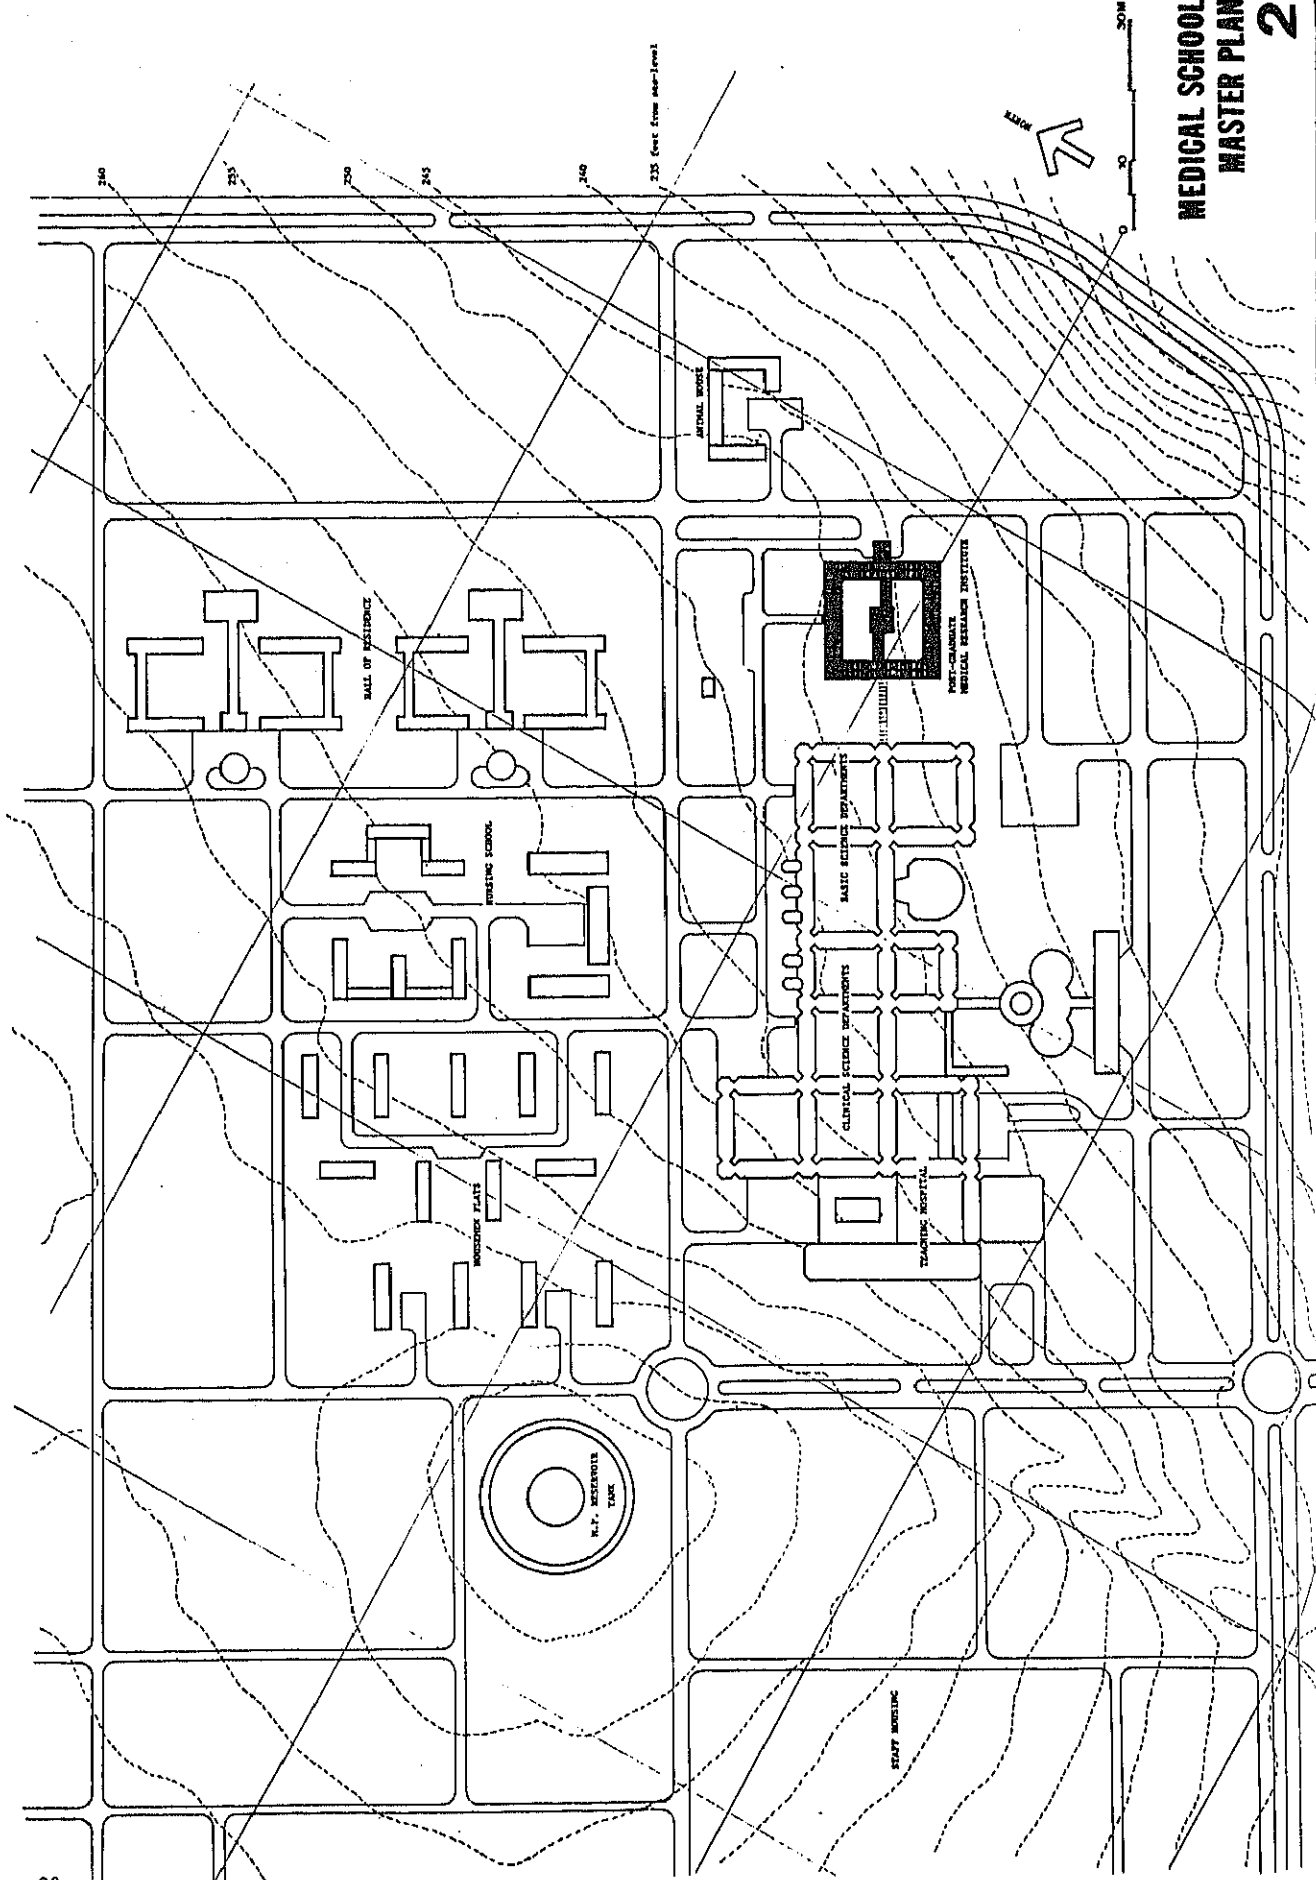 MEDICAL SCHOOL
MASTER PLAN
2
NORTH
0
10
30M
260
255
250
245
240
235 feet from sea-level
ANIMAL HOUSE
HALL OF RESIDENCE
POST-GRADUATE
MEDICAL RESEARCH INSTITUTE
NURSING SCHOOL
BASIC SCIENCE DEPARTMENTS
CLINICAL SCIENCE DEPARTMENTS
HOUSEMEN FLATS
TEACHING HOSPITAL
W.P. RESERVOIR
TANK
STAFF HOUSING